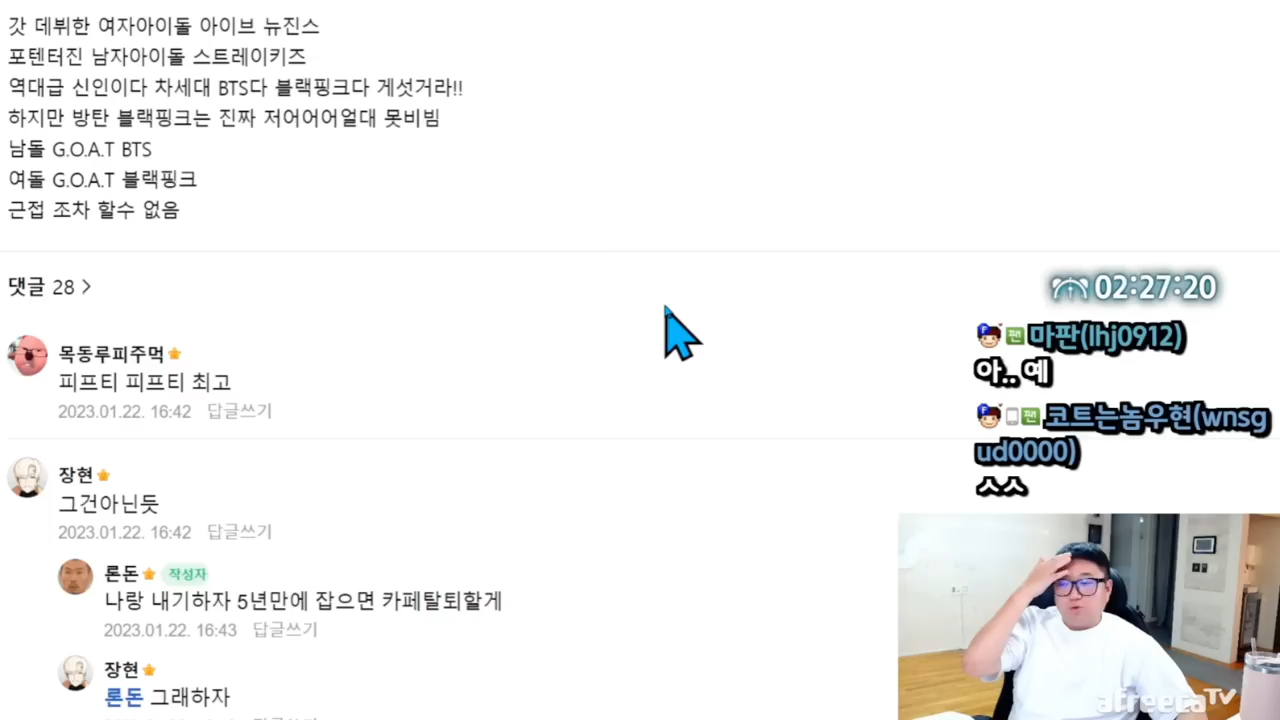 갓 데뷔한 여자아이돌 아이브 뉴진스
포텐터진 남자아이돌 스트레이키즈
역대급 신인이다 차세대 BTS다 블랙핑크다 게섯거라!!
하지만 방탄 블랙핑크는 진짜 저어어어얼대 못비빔
남돌 G.O.A.T BTS
여돌 G.O.A.T 블랙핑크
근접 조차 할수 없음
댓글 28 >
목동루피주먹
피프티 피프티 최고
2023.01.22. 16:42 답글쓰기
장현
그건아닌듯
2023.01.22. 16:42 답글쓰기
론돈 작성자
나랑 내기하자 5년만에 잡으면 카페탈퇴할게
2023.01.22. 16:43 답글쓰기
장현
론돈 그래하자
02:27:20
F 팬 마판(lhj0912)
아.. 예
F 팬 코트는놈우현(wnsg
ud0000)
ㅅㅅ
afreecaTV